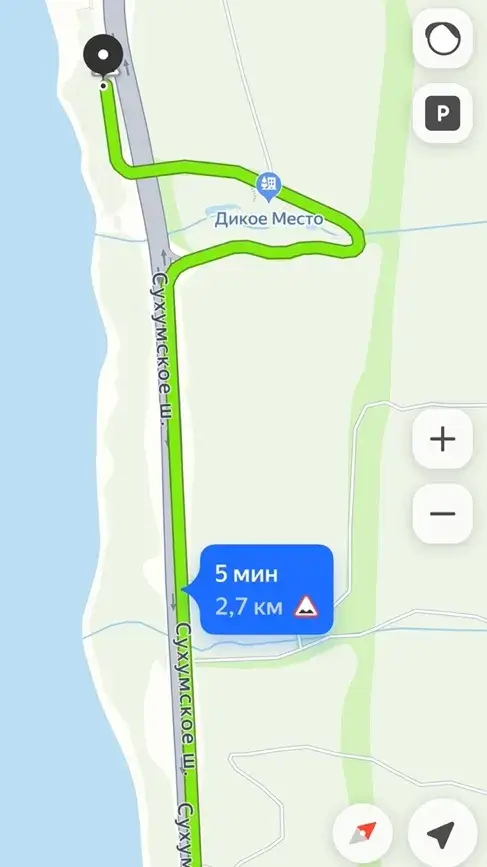 P
Дикое Место
Сухумское ш.
5 мин
2,7 км
Сухумское ш.
Сухум